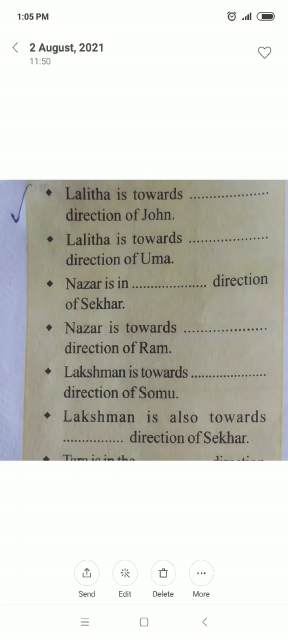 1:05 PM
2 August, 2021
11:50
◆ Lalitha is towards ....................
direction of John.
◆ Lalitha is towards ....................
direction of Uma.
◆ Nazar is in ................... direction
of Sekhar.
◆ Nazar is towards .....................
direction of Ram.
◆ Lakshman is towards ...................
direction of Somu.
◆ Lakshman is also towards
............... direction of Sekhar.
Send Edit Delete More